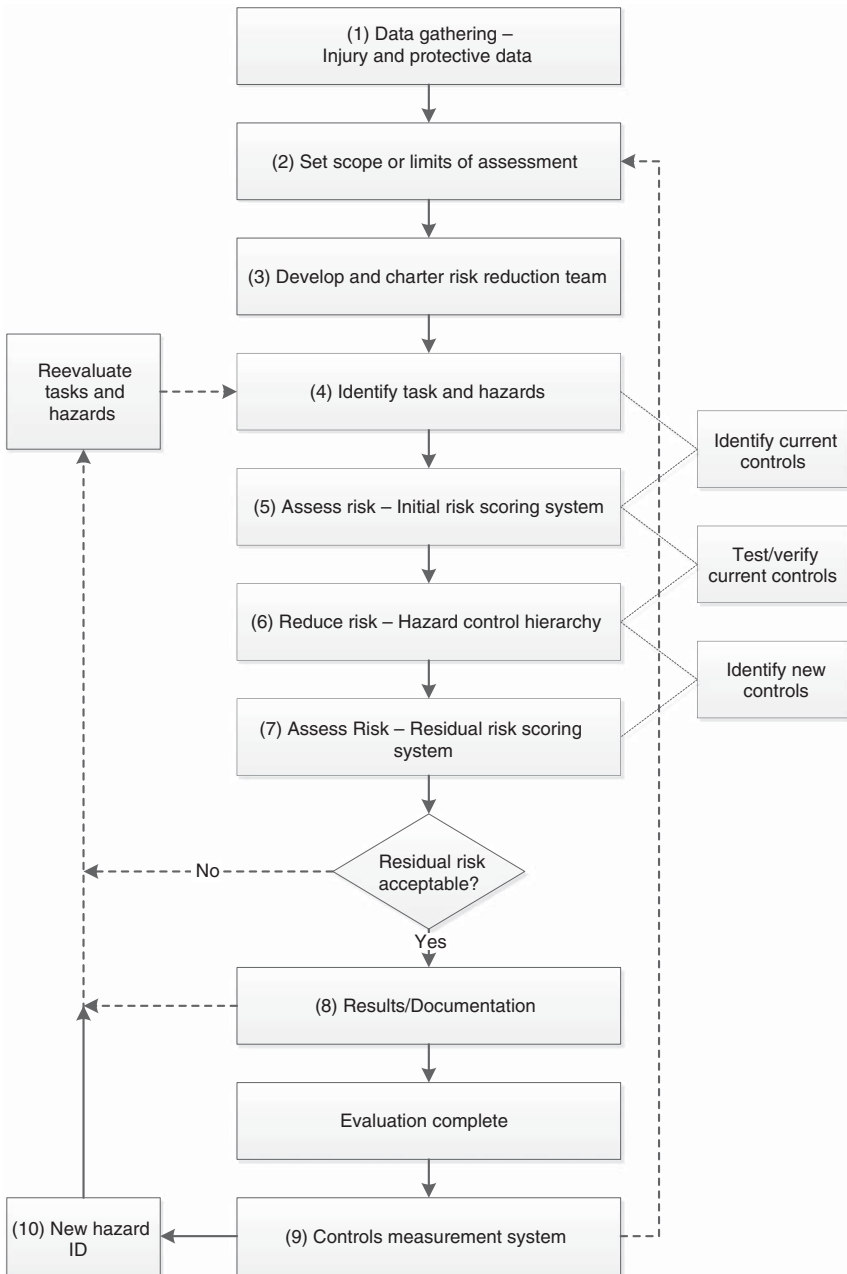 (1) Data gathering –
Injury and protective data
(2) Set scope or limits of assessment
(3) Develop and charter risk reduction team
Reevaluate
tasks and
hazards
(4) Identify task and hazards
Identify current
controls
(5) Assess risk – Initial risk scoring system
Test/verify
current controls
(6) Reduce risk – Hazard control hierarchy
Identify new
controls
(7) Assess Risk – Residual risk scoring
system
Residual risk
acceptable?
No
Yes
(8) Results/Documentation
Evaluation complete
(10) New hazard
ID
(9) Controls measurement system